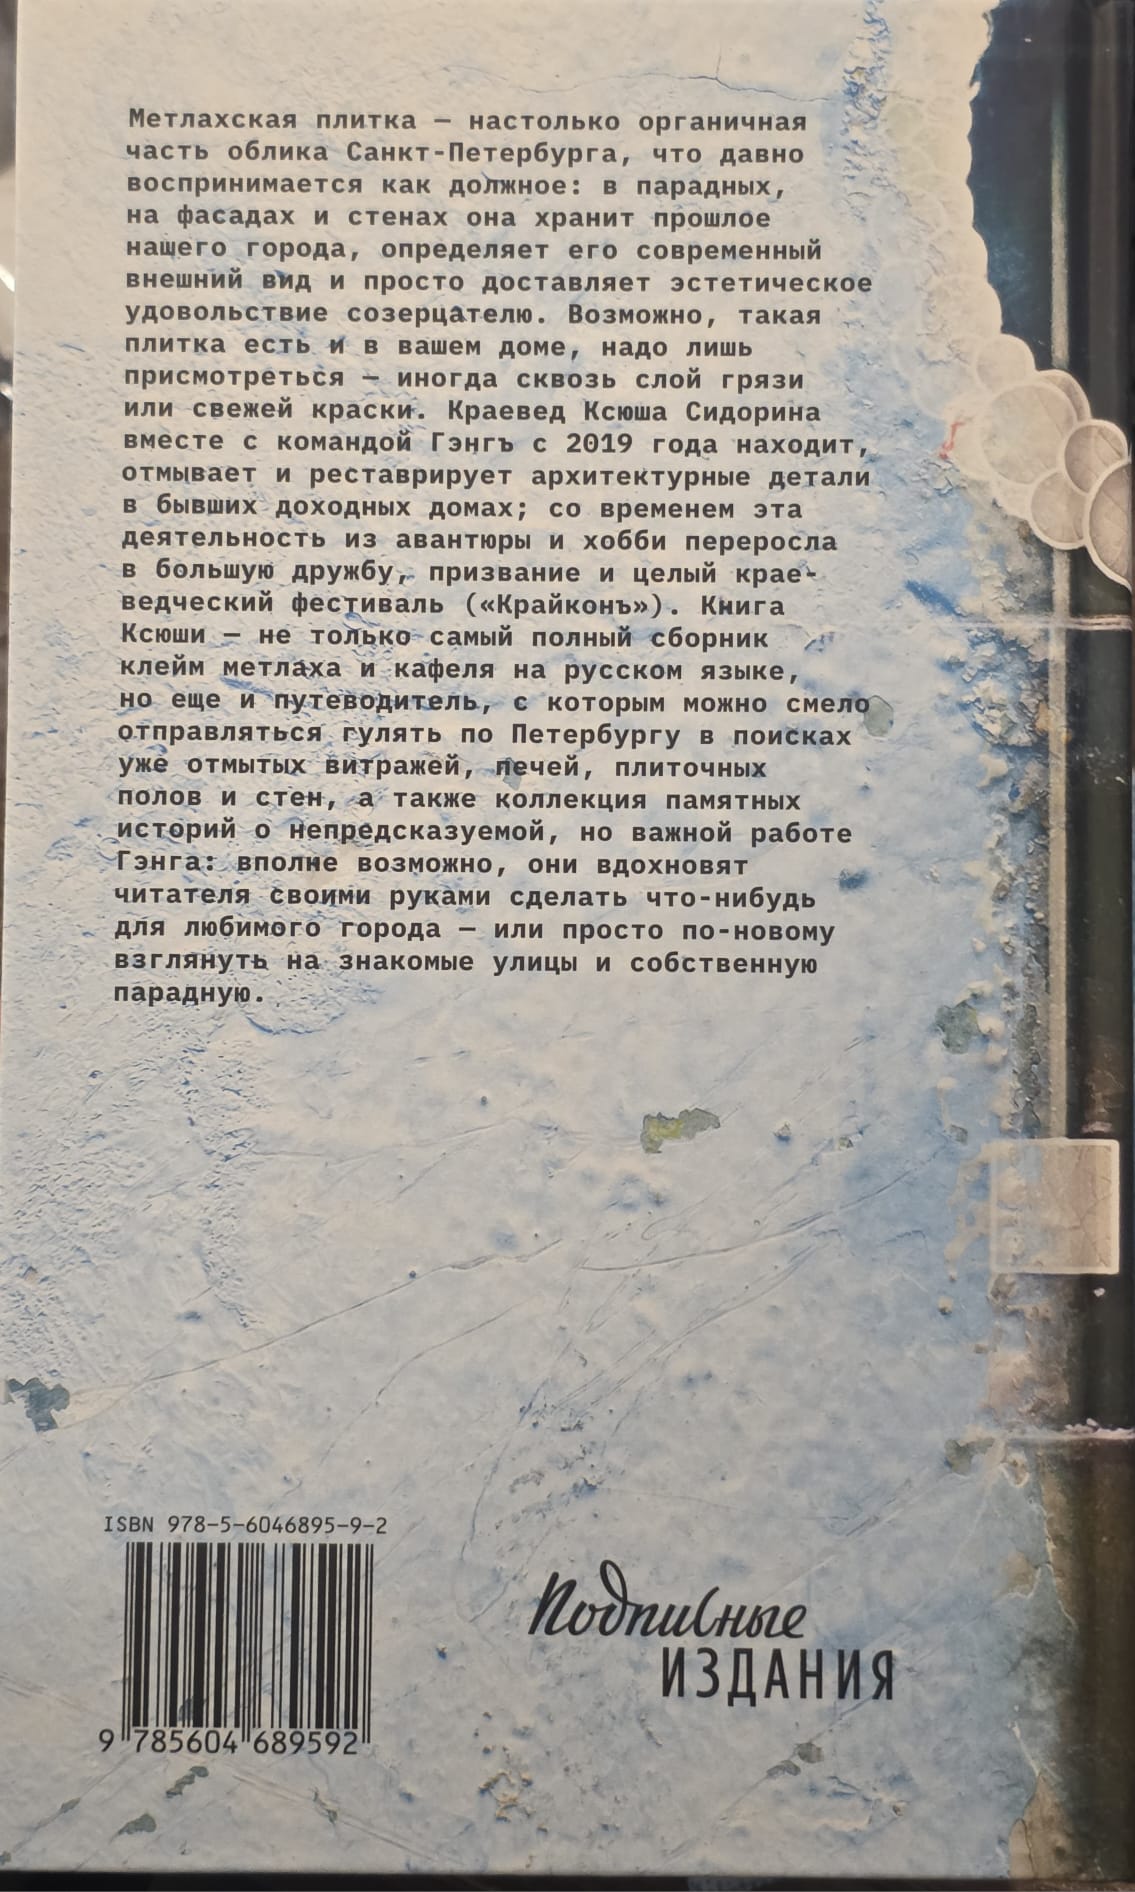 Метлахская плитка — настолько органичная
часть облика Санкт-Петербурга, что давно
воспринимается как должное: в парадных,
на фасадах и стенах она хранит прошлое
нашего города, определяет его современный
внешний вид и просто доставляет эстетическое
удовольствие созерцателю. Возможно, такая
плитка есть и в вашем доме, надо лишь
присмотреться — иногда сквозь слой грязи
или свежей краски. Краевед Ксюша Сидорина
вместе с командой Гэнгъ с 2019 года находит,
отмывает и реставрирует архитектурные детали
в бывших доходных домах; со временем эта
деятельность из авантюры и хобби переросла
в большую дружбу, призвание и целый крае-
ведческий фестиваль («Крайконъ»). Книга
Ксюши — не только самый полный сборник
клейм метлаха и кафеля на русском языке,
но еще и путеводитель, с которым можно смело
отправляться гулять по Петербургу в поисках
уже отмытых витражей, печей, плиточных
полов и стен, а также коллекция памятных
историй о непредсказуемой, но важной работе
Гэнга: вполне возможно, они вдохновят
читателя своими руками сделать что-нибудь
для любимого города — или просто по-новому
взглянуть на знакомые улицы и собственную
парадную.
ISBN 978-5-6046895-9-2
9 785604 689592
Подписные
ИЗДАНИЯ